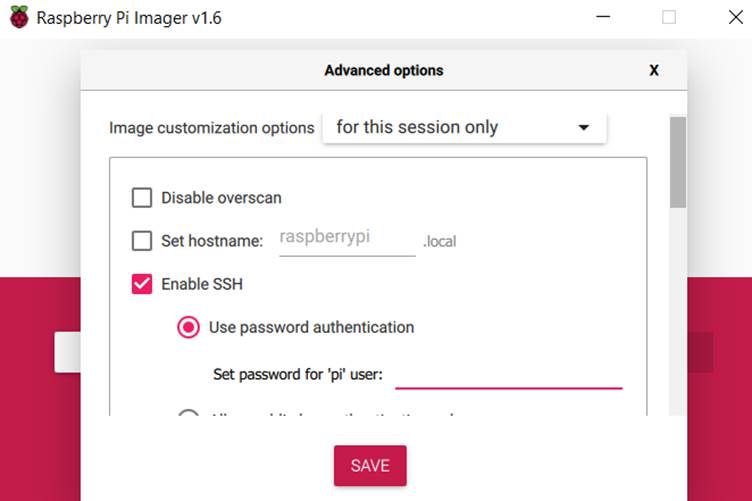 Raspberry Pi Imager v1.6
Advanced options
X
Image customization options for this session only
Disable overscan
Set hostname: raspberrypi .local
Enable SSH
Use password authentication
Set password for 'pi' user:
SAVE